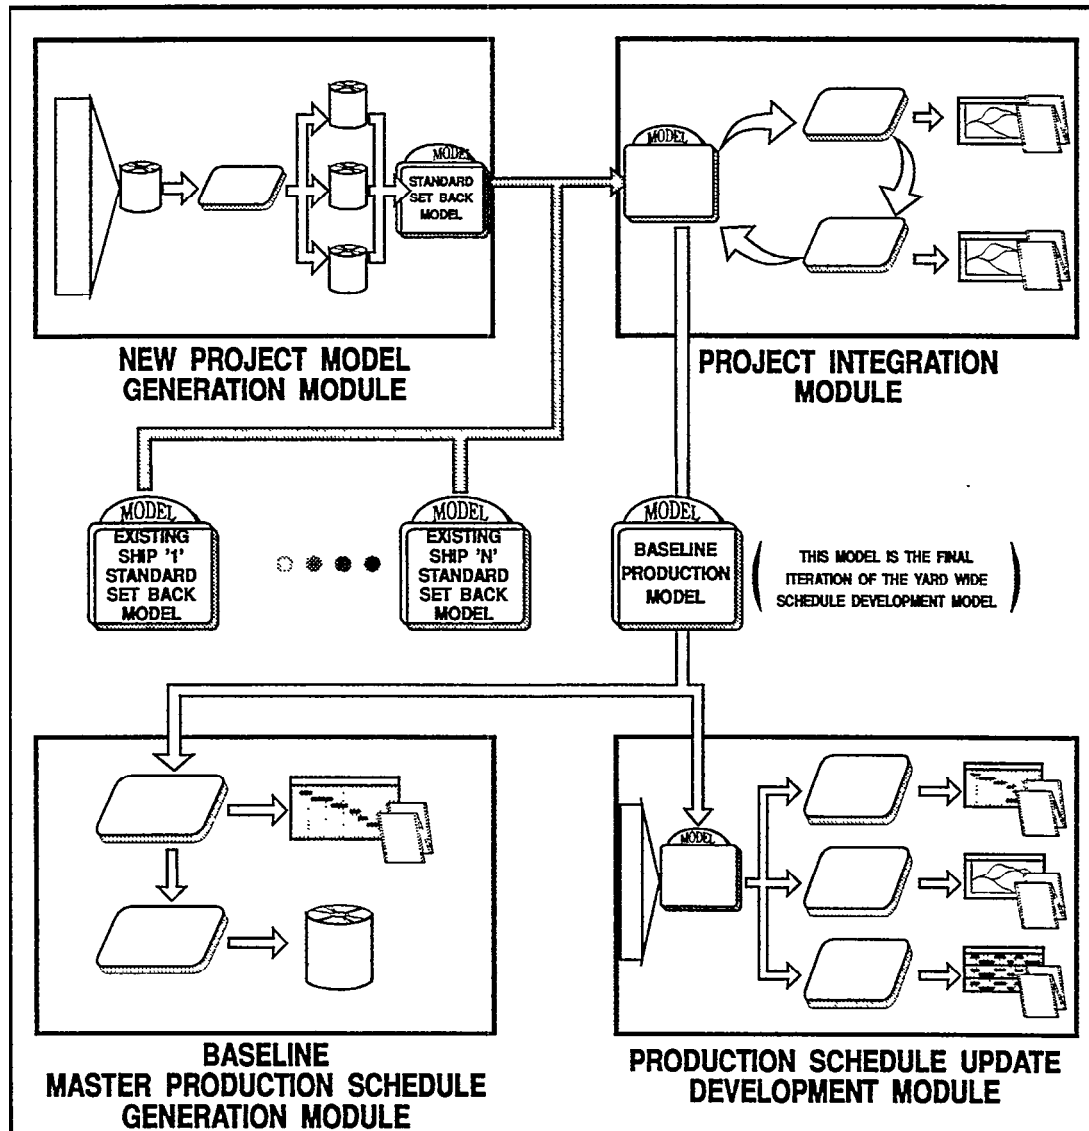 MODEL
STANDARD
SET BACK
MODEL
NEW PROJECT MODEL
GENERATION MODULE
MODEL
PROJECT INTEGRATION
MODULE
MODEL
EXISTING
SHIP '1'
STANDARD
SET BACK
MODEL
MODEL
EXISTING
SHIP 'N'
STANDARD
SET BACK
MODEL
MODEL
BASELINE
PRODUCTION
MODEL
THIS MODEL IS THE FINAL
ITERATION OF THE YARD WIDE
SCHEDULE DEVELOPMENT MODEL
BASELINE
MASTER PRODUCTION SCHEDULE
GENERATION MODULE
MODEL
PRODUCTION SCHEDULE UPDATE
DEVELOPMENT MODULE